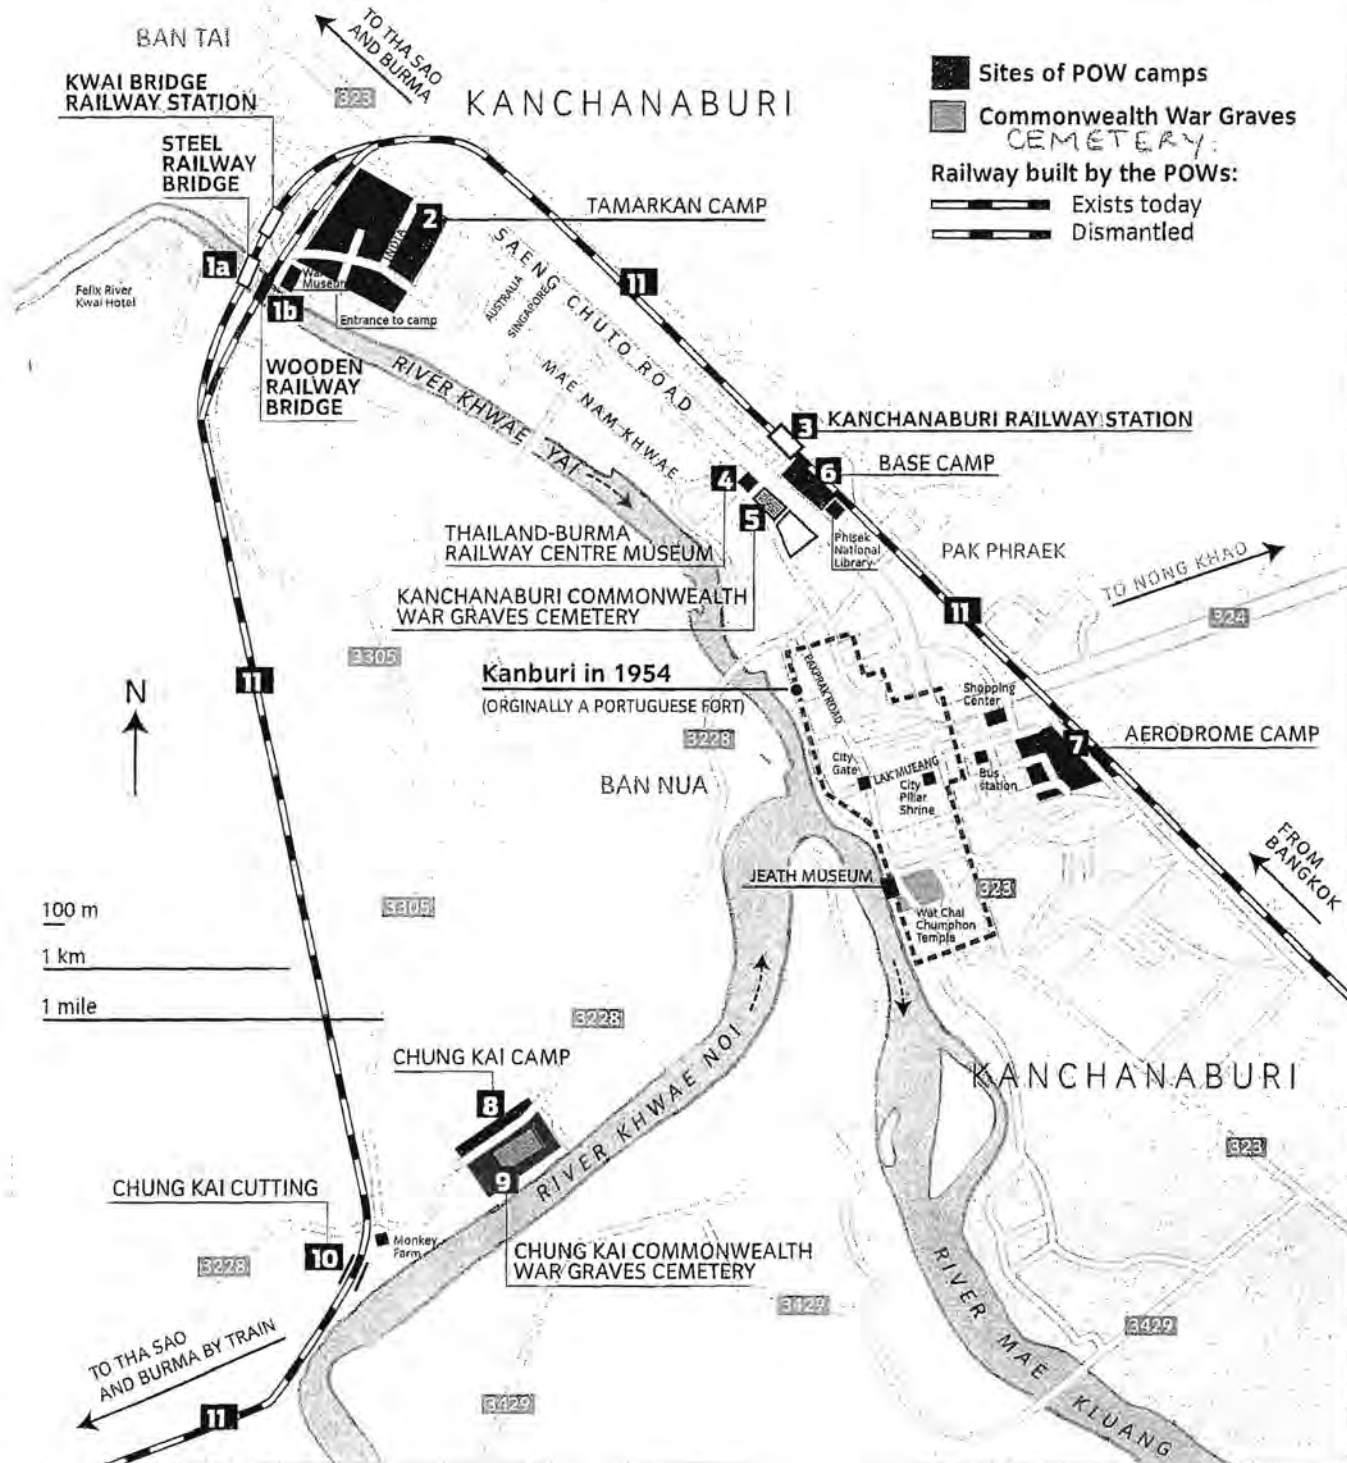 BAN TAI
TO THA SAO
AND BURMA
KWAI BRIDGE
RAILWAY STATION
323
KANCHANABURI
Sites of POW camps
Commonwealth War Graves
CEMETERY.
Railway built by the POWs:
Exists today
Dismantled
STEEL
RAILWAY
BRIDGE
2
TAMARKAN CAMP
INDIA
1a
War
Museum
Felix River
Kwai Hotel
1b
Entrance to camp
AUSTRALIA
SINGAPORE
SAENG CHUTO ROAD
11
WOODEN
RAILWAY
BRIDGE
RIVER KHWAE YAI
MAE NAM KHWAE
3
KANCHANABURI RAILWAY STATION
4
6
BASE CAMP
5
THAILAND-BURMA
RAILWAY CENTRE MUSEUM
Phisek
National
Library
PAK PHRAEK
TO NONG KHAO
KANCHANABURI COMMONWEALTH
WAR GRAVES CEMETERY
11
324
3305
11
N
Kanburi in 1954
(ORGINALLY A PORTUGUESE FORT)
PAKPRAK ROAD
Shopping
Center
3228
7
AERODROME CAMP
BAN NUA
City
Gate
LAK MUEANG
City
Pillar
Shrine
Bus
station
FROM
BANGKOK
JEATH MUSEUM
323
100 m
3305
Wat Chai
Chumphon
Temple
1 km
1 mile
3228
CHUNG KAI CAMP
RIVER KHWAE NOI
KANCHANABURI
8
9
323
CHUNG KAI CUTTING
10
Monkey
Farm
3228
CHUNG KAI COMMONWEALTH
WAR GRAVES CEMETERY
3429
3429
RIVER MAE KLUANG
TO THA SAO
AND BURMA BY TRAIN
11
3429